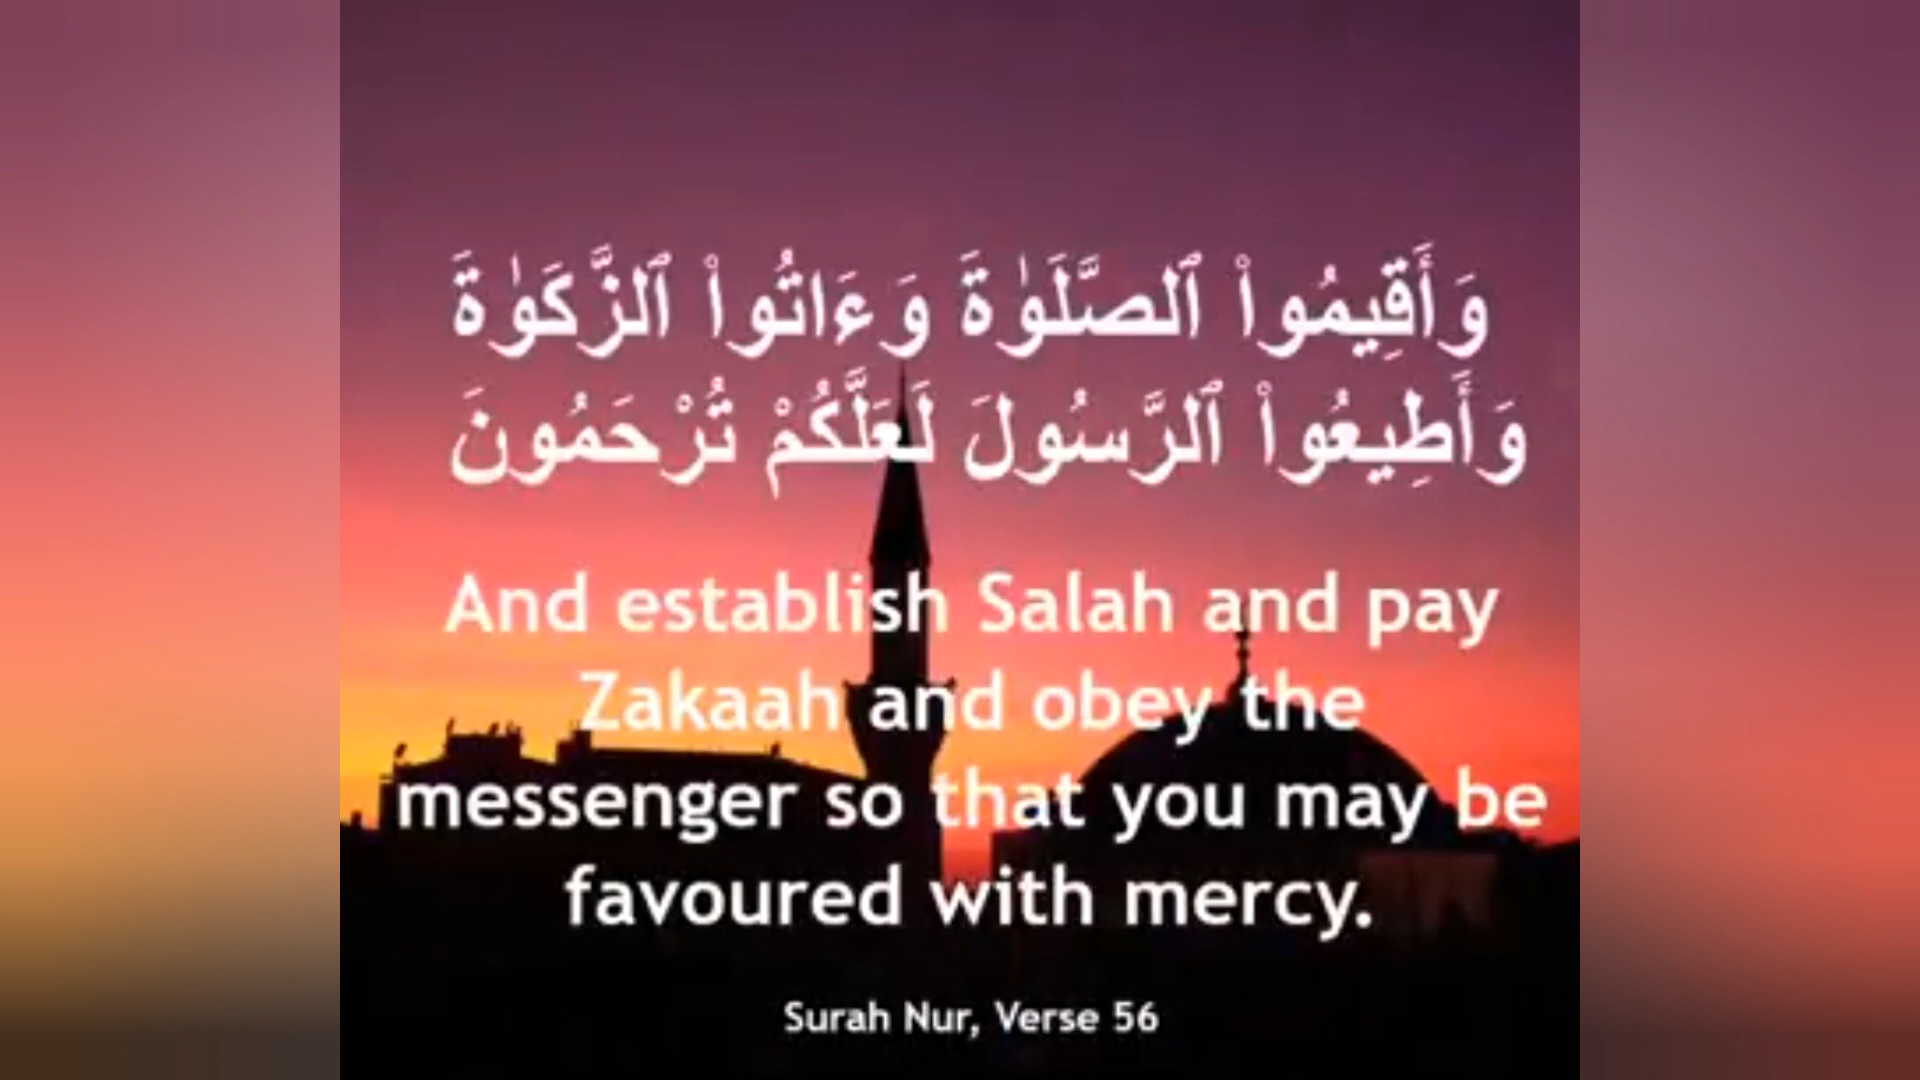 وَأَقِيمُوا۟ ٱلصَّلَوٰةَ وَءَاتُوا۟ ٱلزَّكَوٰةَ
وَأَطِيعُوا۟ ٱلرَّسُولَ لَعَلَّكُمْ تُرْحَمُونَ
And establish Salah and pay
Zakaah and obey the
messenger so that you may be
favoured with mercy.
Surah Nur, Verse 56